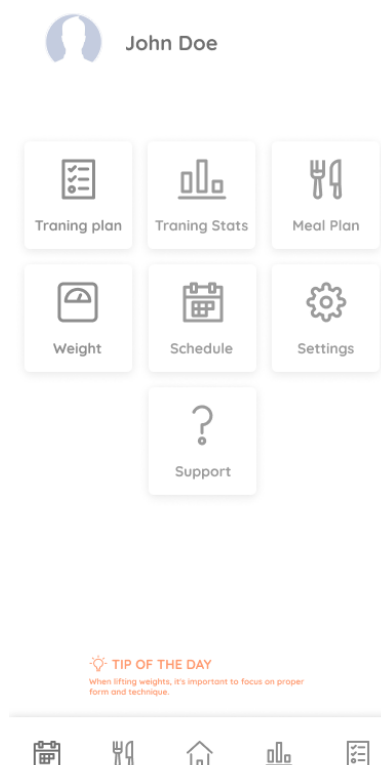 John Doe
Traning plan
Traning Stats
Meal Plan
Weight
Schedule
Settings
Support
TIP OF THE DAY
When lifting weights, it's important to focus on proper
form and technique.